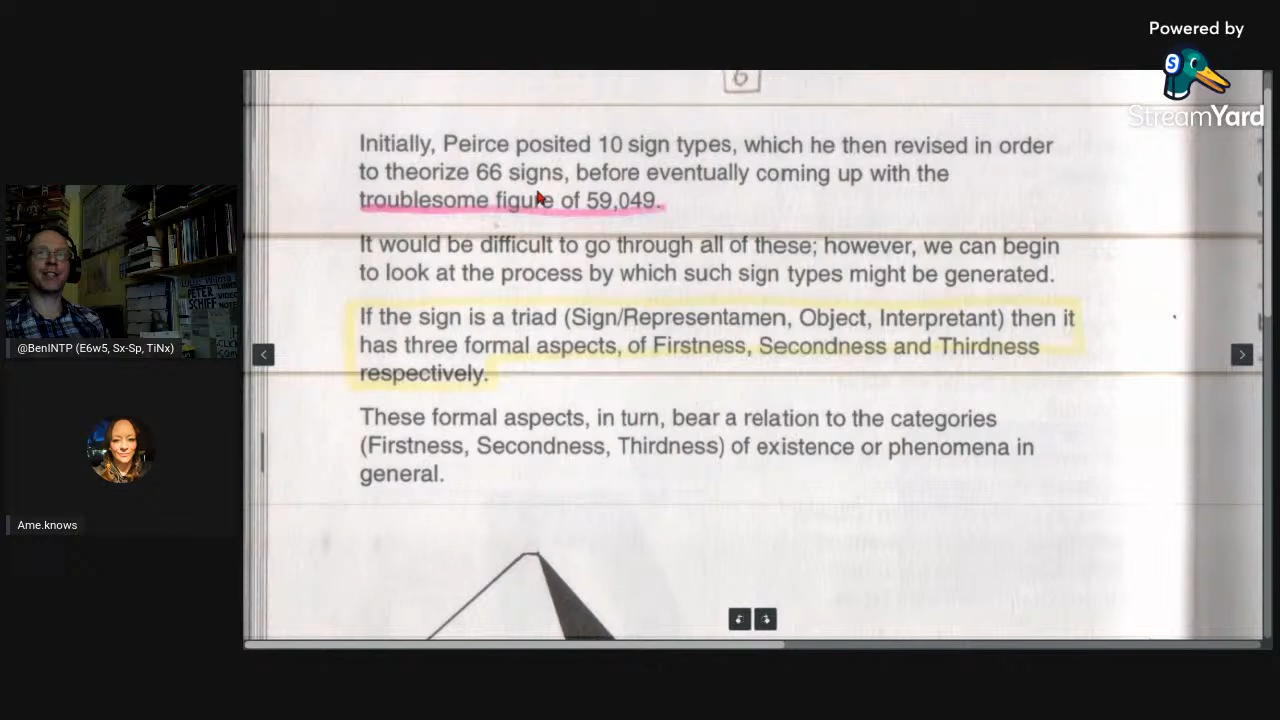 Powered by
StreamYard
6
Initially, Peirce posited 10 sign types, which he then revised in order
to theorize 66 signs, before eventually coming up with the
troublesome figure of 59,049.
It would be difficult to go through all of these; however, we can begin
to look at the process by which such sign types might be generated.
If the sign is a triad (Sign/Representamen, Object, Interpretant) then it
has three formal aspects, of Firstness, Secondness and Thirdness
respectively.
These formal aspects, in turn, bear a relation to the categories
(Firstness, Secondness, Thirdness) of existence or phenomena in
general.
PETER
SCHIFF
@BenINTP (E6w5, Sx-Sp, TiNx)
Ame.knows